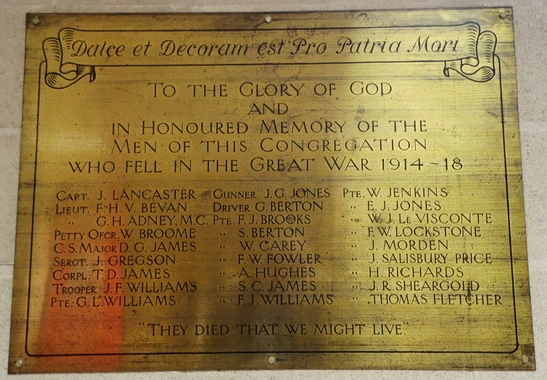 Dulce et Decorum est Pro Patria Mori
TO THE GLORY OF GOD
AND
IN HONOURED MEMORY OF THE
MEN OF THIS CONGREGATION
WHO FELL IN THE GREAT WAR 1914-18
CAPT. J. LANCASTER GUNNER J.G. JONES PTE. W. JENKINS
LIEUT. F.H.V. BEVAN DRIVER G. BERTON " E.J. JONES
" G.H. ADNEY, M.C. PTE. F.J. BROOKS " W.J. LE VISCONTE
PETTY OFCR. W. BROOME " S. BERTON " F.W. LOCKSTONE
C.S. MAJOR D.G. JAMES " W. CAREY " J. MORDEN
SERGT. J. GREGSON " F.W. FOWLER " J. SALISBURY PRICE
CORPL. T.D. JAMES " A. HUGHES " H. RICHARDS
TROOPER J.F. WILLIAMS " S.C. JAMES " J.R. SHEARGOLD
PTE. G.L. WILLIAMS " F.J. WILLIAMS " THOMAS FLETCHER
"THEY DIED THAT WE MIGHT LIVE"